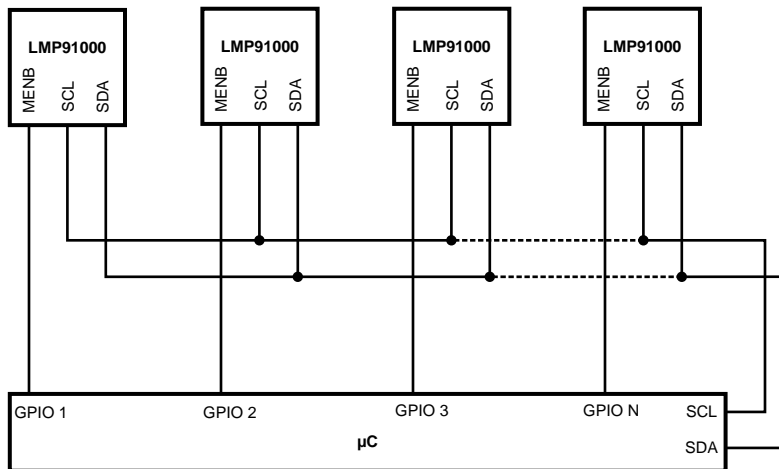 LMP91000 LMP91000 LMP91000 LMP91000
MENB SCL SDA MENB SCL SDA MENB SCL SDA MENB SCL SDA
GPIO 1 GPIO 2 GPIO 3 GPIO N SCL
µC
SDA